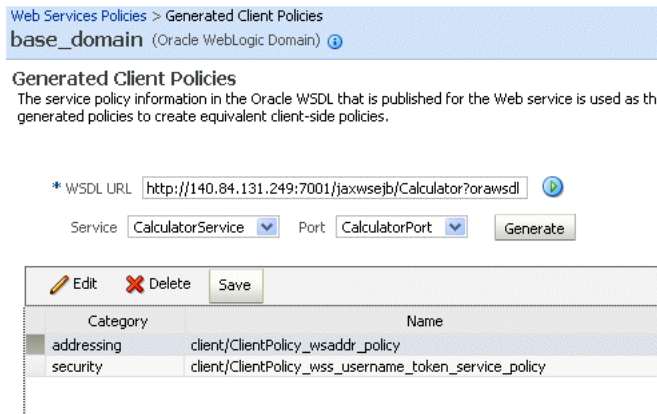 Web Services Policies > Generated Client Policies
base_domain (Oracle WebLogic Domain)
Generated Client Policies
The service policy information in the Oracle WSDL that is published for the Web service is used as th
generated policies to create equivalent client-side policies.
* WSDL URL http://140.84.131.249:7001/jaxwsejb/Calculator?orawsdl
Service CalculatorService Port CalculatorPort Generate
Edit Delete Save
Category Name
addressing client/ClientPolicy_wsaddr_policy
security client/ClientPolicy_wss_username_token_service_policy